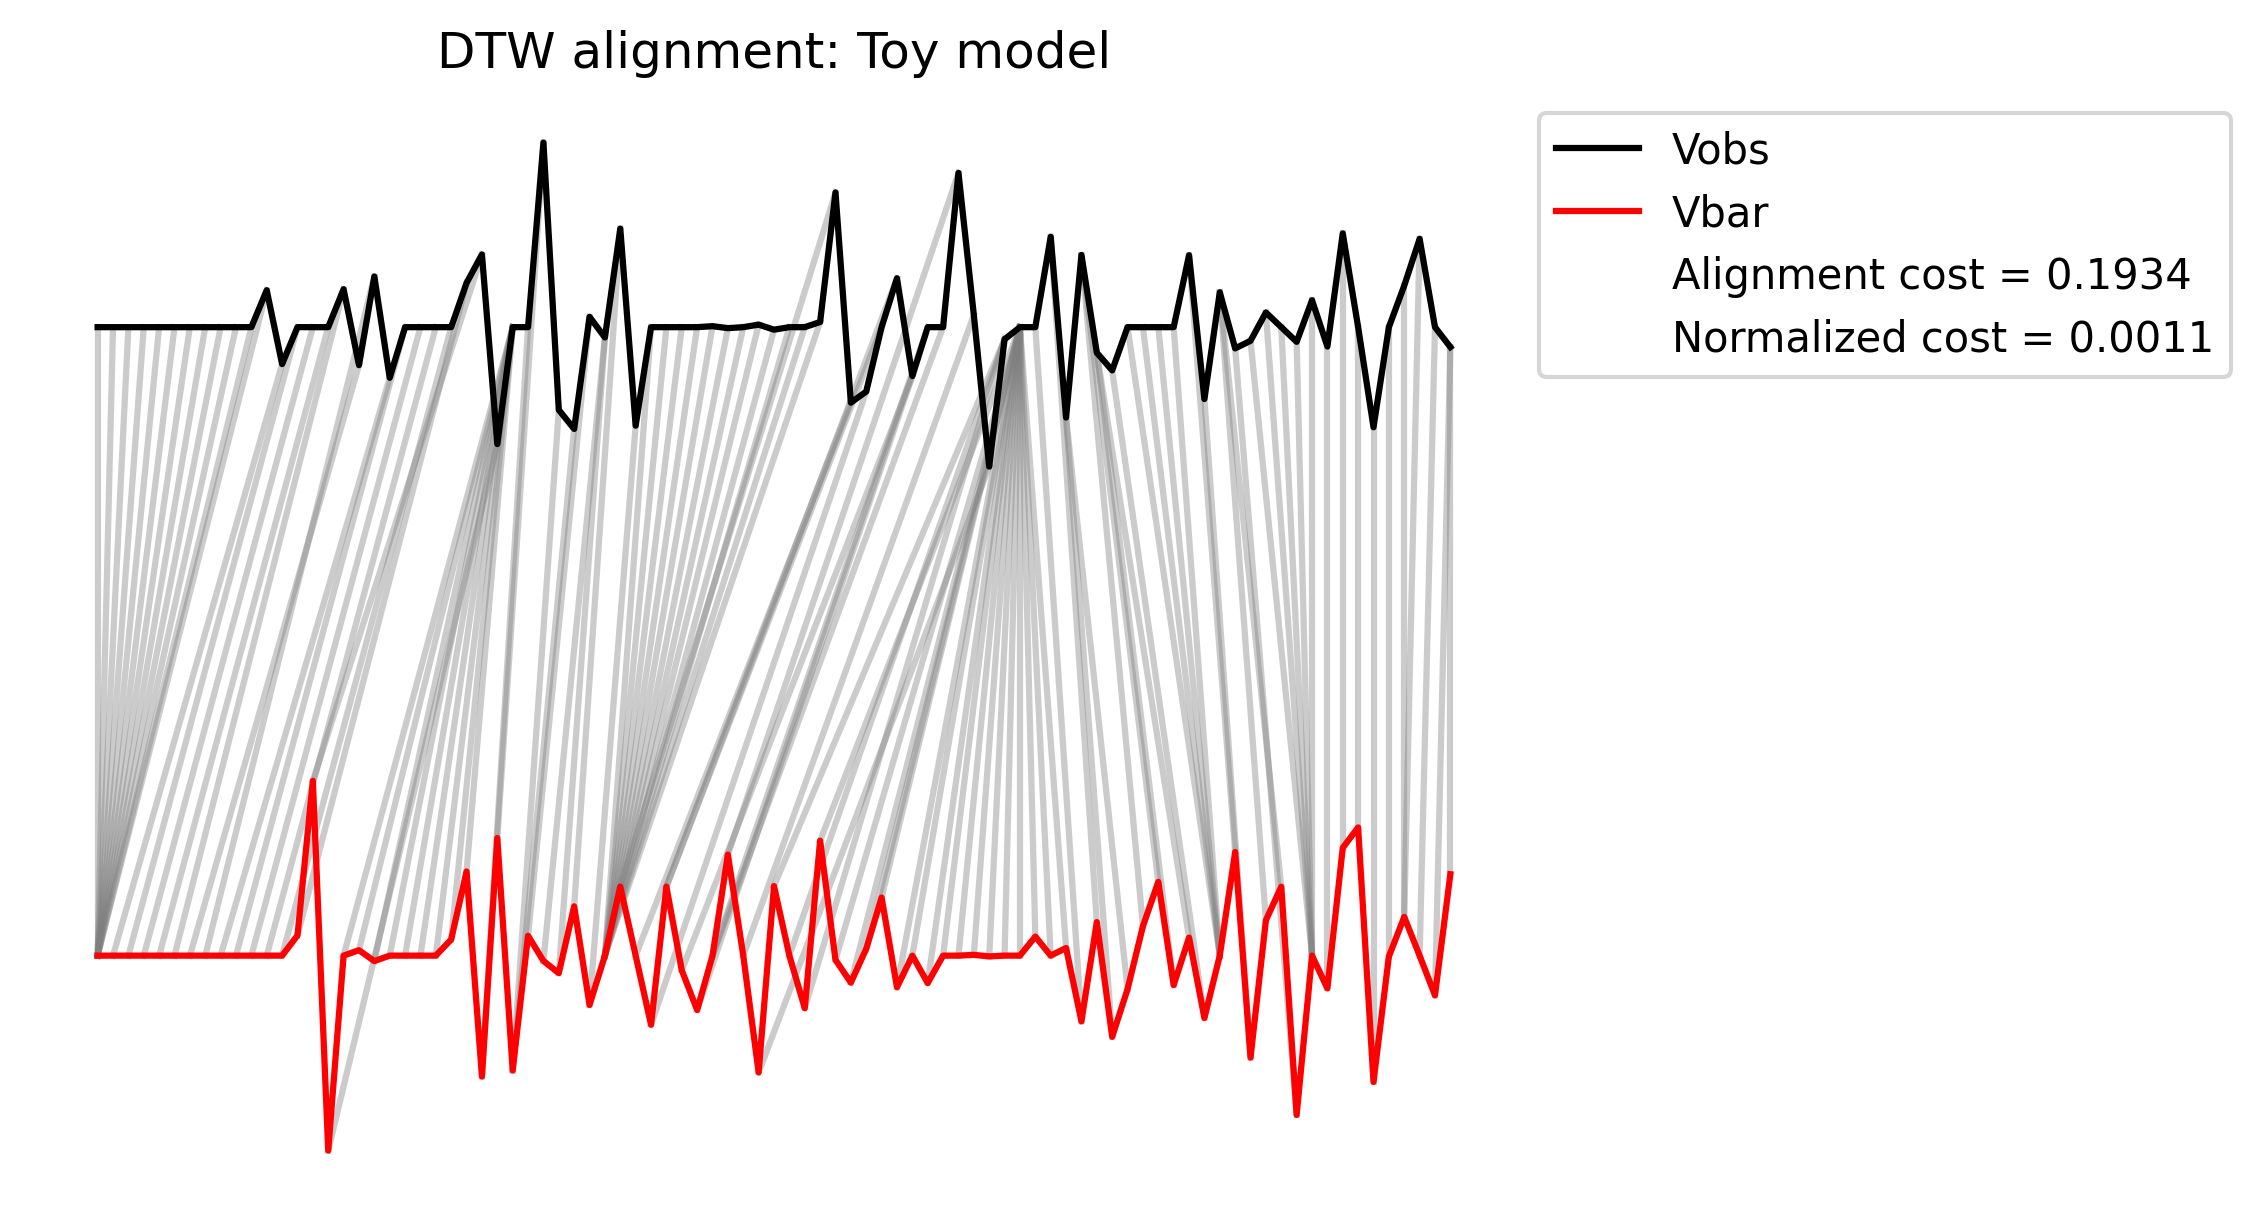 DTW alignment: Toy model
Vobs
Vbar
Alignment cost = 0.1934
Normalized cost = 0.0011